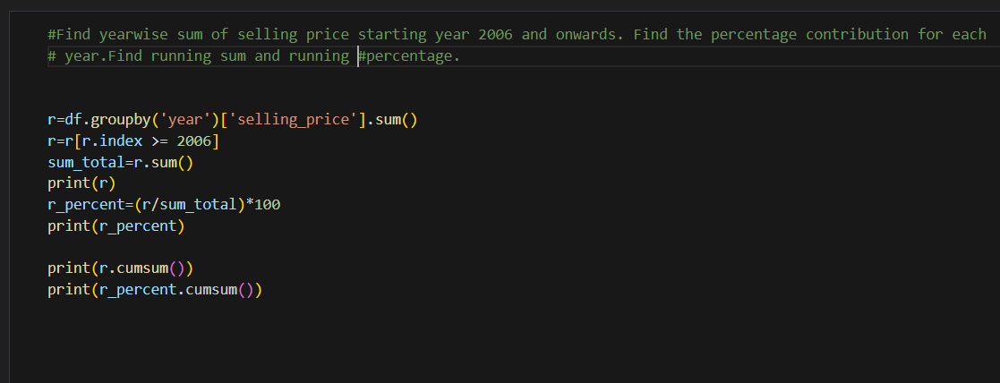 #Find yearwise sum of selling price starting year 2006 and onwards. Find the percentage contribution for each
# year.Find running sum and running #percentage.
r=df.groupby('year')['selling_price'].sum()
r=r[r.index >= 2006]
sum_total=r.sum()
print(r)
r_percent=(r/sum_total)*100
print(r_percent)
print(r.cumsum())
print(r_percent.cumsum())